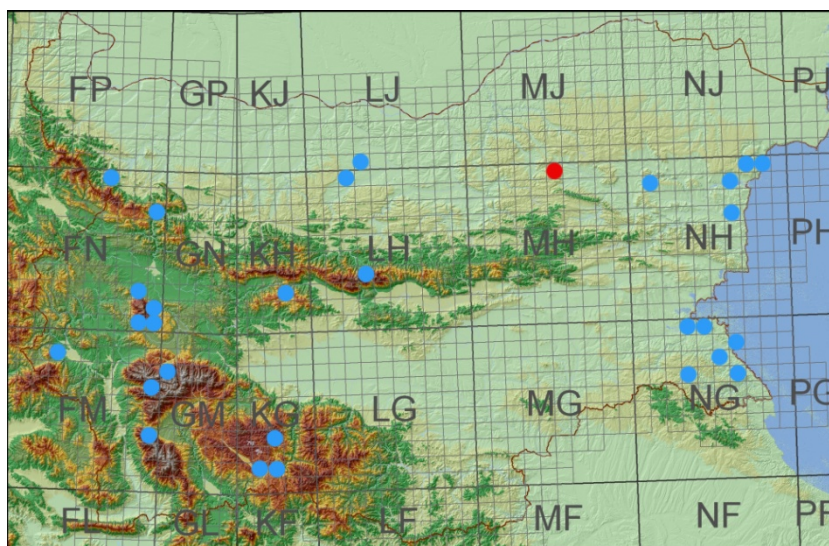 FP GP KJ LJ MJ NJ PJ
FN GN KH LH MH NH PH
FM GM KG LG MG NG PG
FL GL KF LF MF NF PF